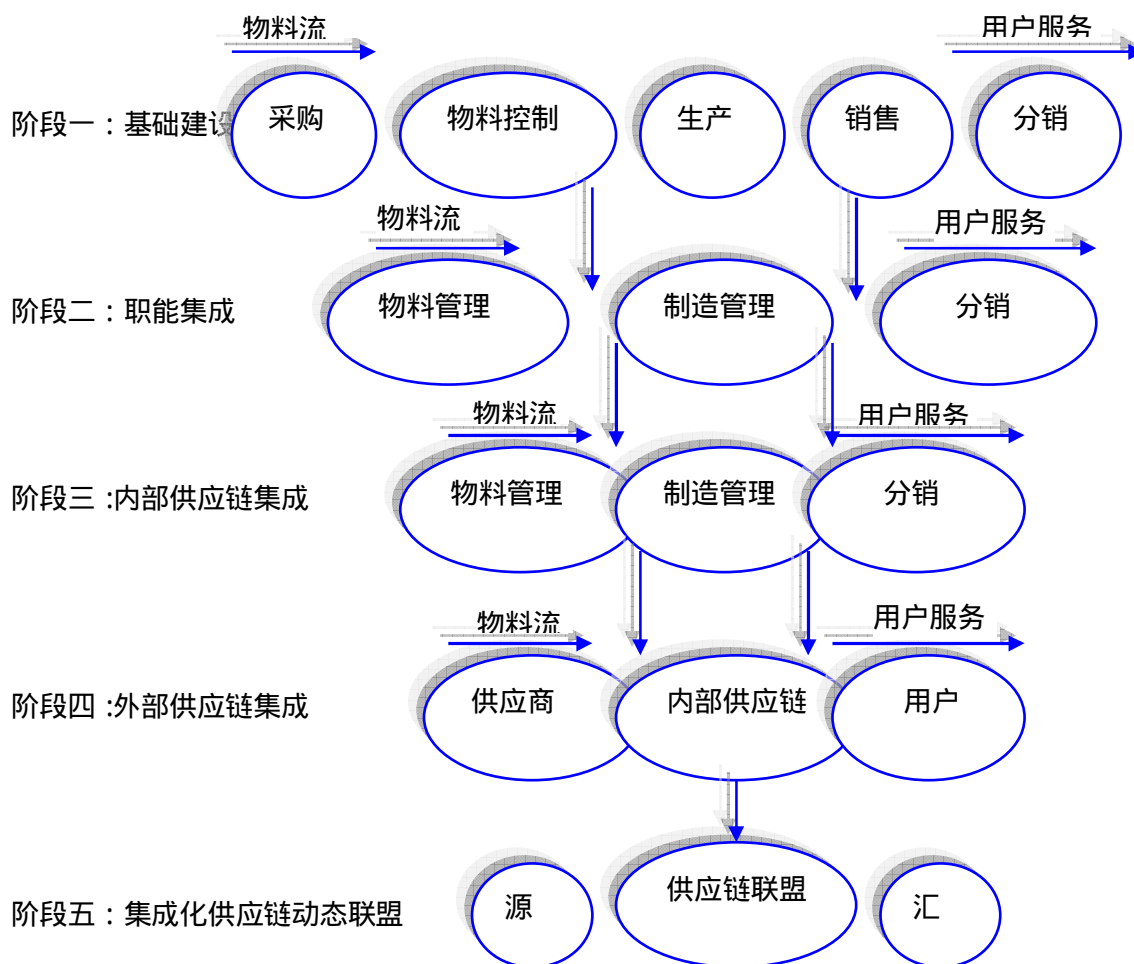 物料流 用户服务
阶段一：基础建设 采购 物料控制 生产 销售 分销
物料流 用户服务
阶段二：职能集成 物料管理 制造管理 分销
物料流 用户服务
阶段三:内部供应链集成 物料管理 制造管理 分销
物料流 用户服务
阶段四:外部供应链集成 供应商 内部供应链 用户
阶段五：集成化供应链动态联盟 源 供应链联盟 汇